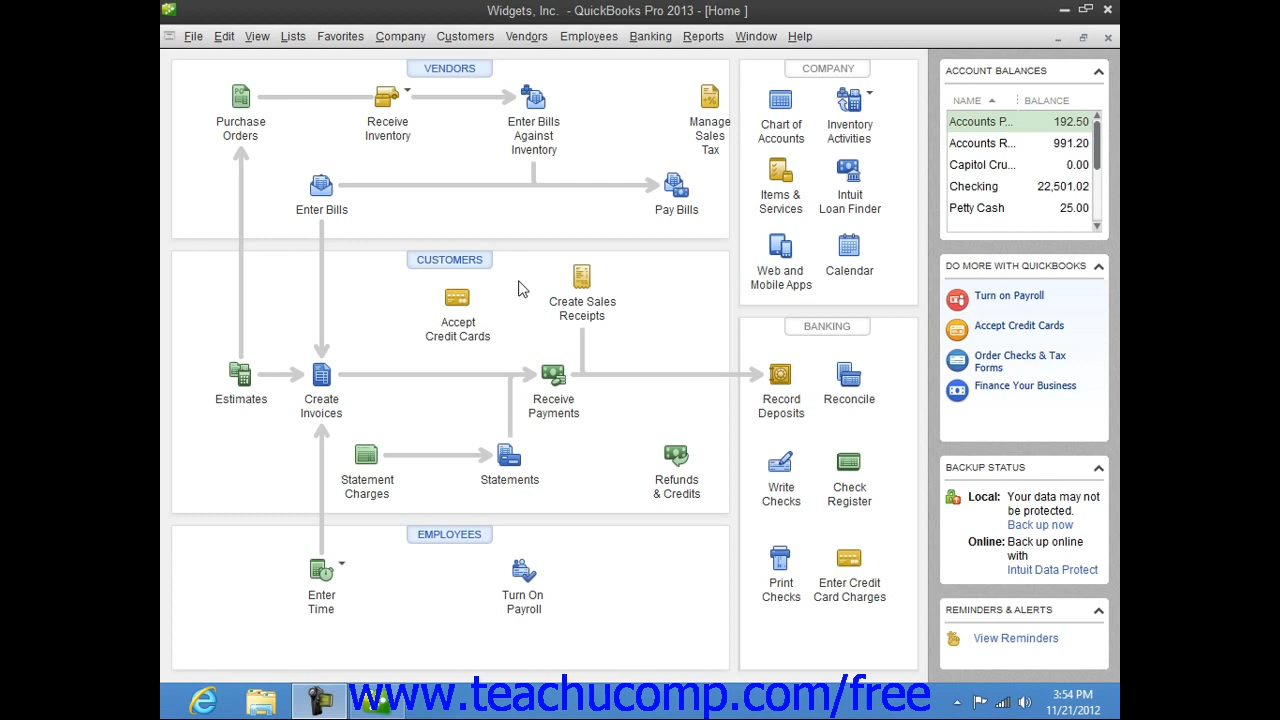 Widgets, Inc. - QuickBooks Pro 2013 - [Home ]
File Edit View Lists Favorites Company Customers Vendors Employees Banking Reports Window Help
VENDORS
Purchase
Orders
Receive
Inventory
Enter Bills
Against
Inventory
Manage
Sales
Tax
Enter Bills
Pay Bills
CUSTOMERS
Accept
Credit Cards
Create Sales
Receipts
Estimates
Create
Invoices
Receive
Payments
Statement
Charges
Statements
Refunds
& Credits
EMPLOYEES
Enter
Time
Turn On
Payroll
COMPANY
Chart of
Accounts
Inventory
Activities
Items &
Services
Intuit
Loan Finder
Web and
Mobile Apps
Calendar
BANKING
Record
Deposits
Reconcile
Write
Checks
Check
Register
Print
Checks
Enter Credit
Card Charges
ACCOUNT BALANCES
NAME BALANCE
Accounts P... 192.50
Accounts R... 991.20
Capitol Cru... 0.00
Checking 22,501.02
Petty Cash 25.00
DO MORE WITH QUICKBOOKS
Turn on Payroll
Accept Credit Cards
Order Checks & Tax
Forms
Finance Your Business
BACKUP STATUS
Local: Your data may not
be protected.
Back up now
Online: Back up online
with
Intuit Data Protect
REMINDERS & ALERTS
View Reminders
www.teachucomp.com/free
3:54 PM
11/21/2012